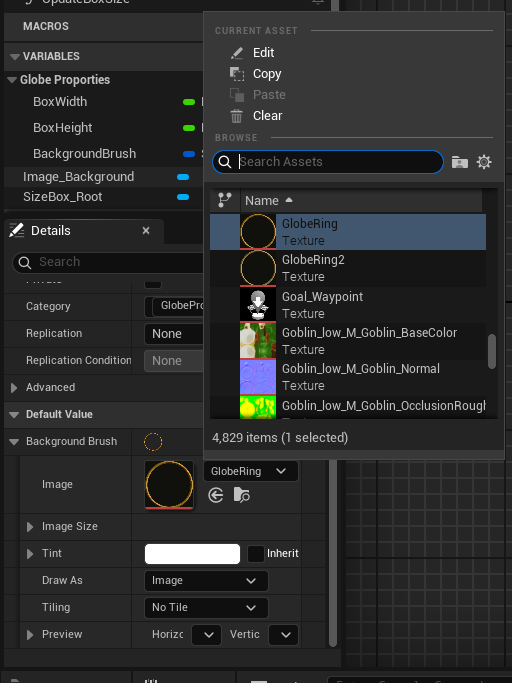 UpdateBoxSize
MACROS
VARIABLES
Globe Properties
BoxWidth
BoxHeight
BackgroundBrush
Image_Background
SizeBox_Root
Details
Search
Category
GlobePro
Replication
None
Replication Condition
None
Advanced
Default Value
Background Brush
Image
GlobeRing
Image Size
Tint
Inherit
Draw As
Image
Tiling
No Tile
Preview
Horizo
Vertic
CURRENT ASSET
Edit
Copy
Paste
Clear
BROWSE
Search Assets
Name
GlobeRing
Texture
GlobeRing2
Texture
Goal_Waypoint
Texture
Goblin_low_M_Goblin_BaseColor
Texture
Goblin_low_M_Goblin_Normal
Texture
Goblin_low_M_Goblin_OcclusionRough
4,829 items (1 selected)